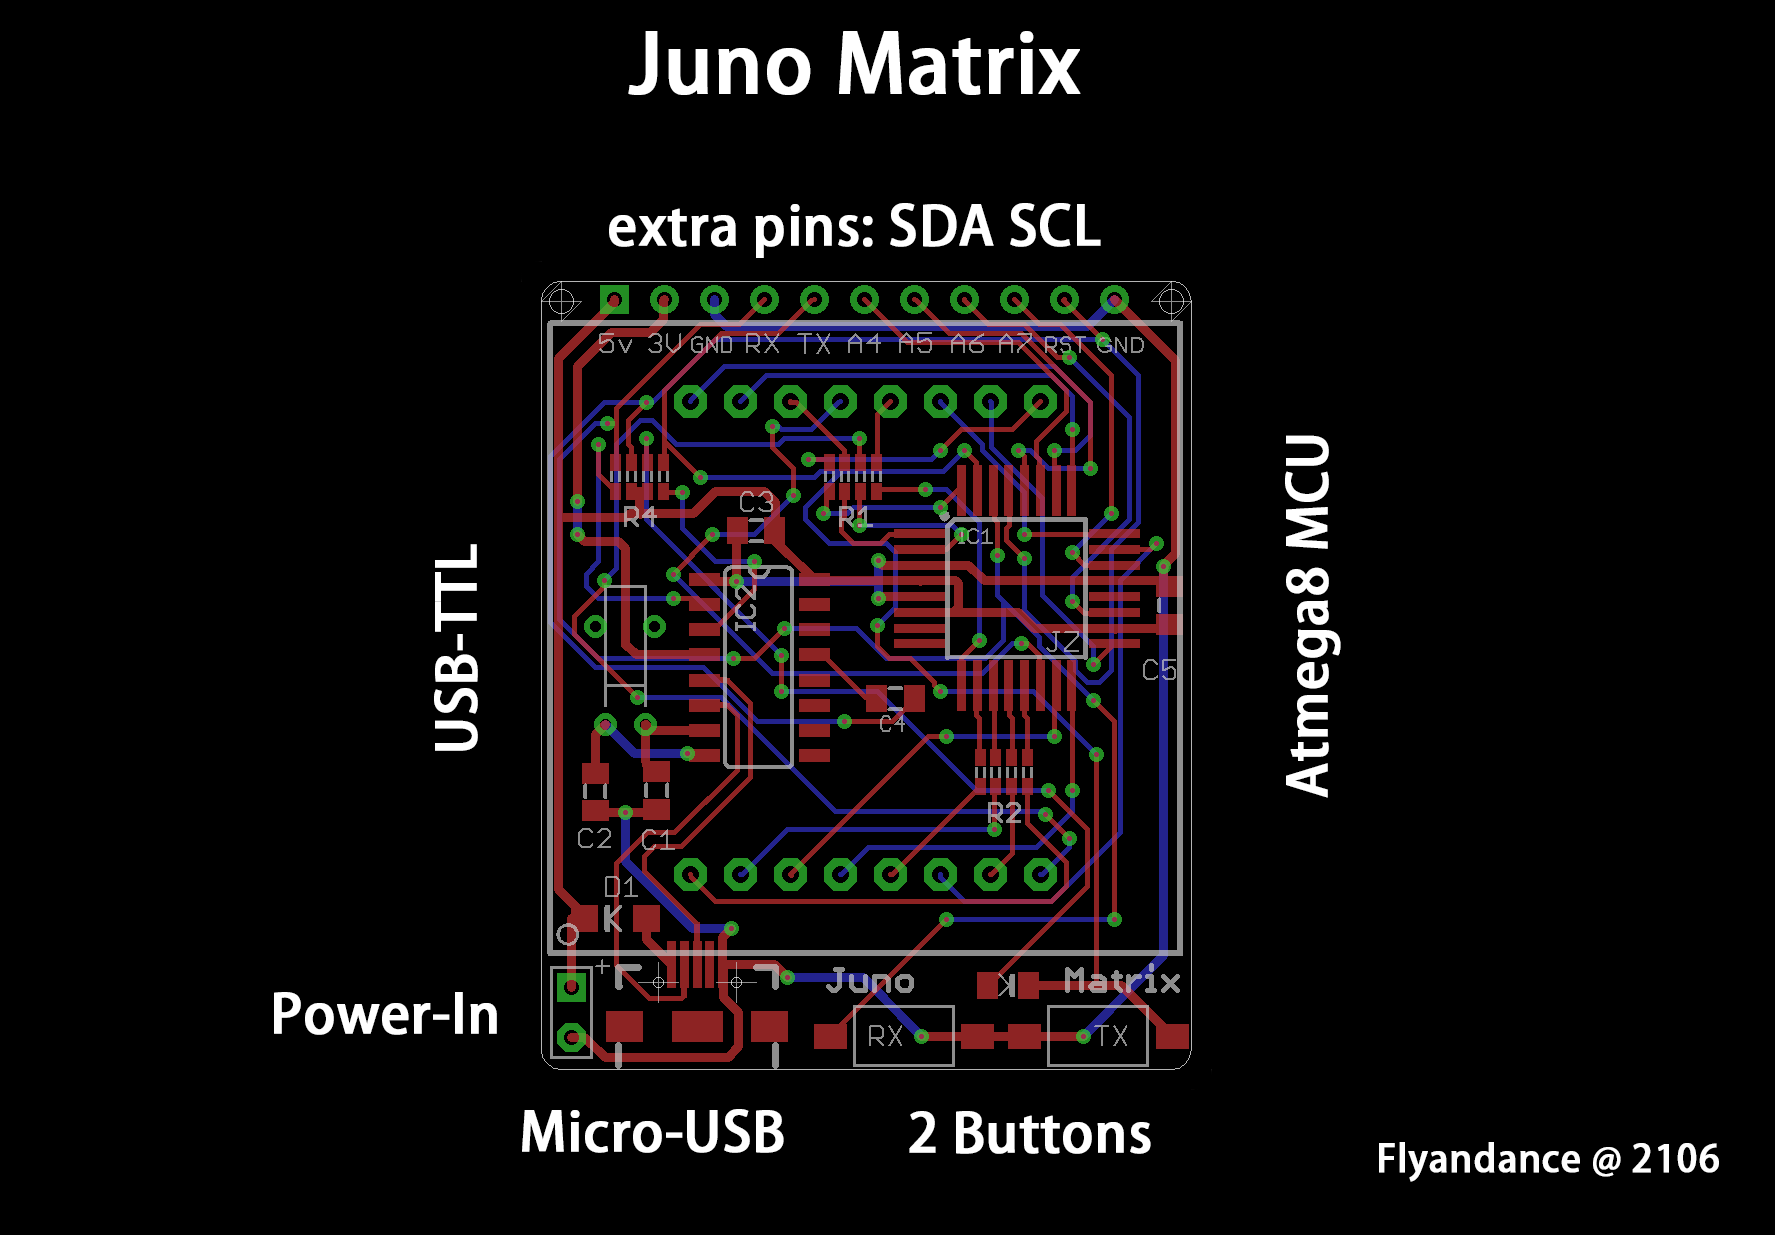 Juno Matrix
extra pins: SDA SCL
5v 3V GND RX TX A4 A5 A6 A7 RST GND
USB-TTL
Atmega8 MCU
C3
R4
R1
IC1
IC2
JZ
C5
C4
R2
C2 C1
D1
K
+
Juno Matrix
RX TX
Power-In
Micro-USB 2 Buttons
Flyandance @ 2106